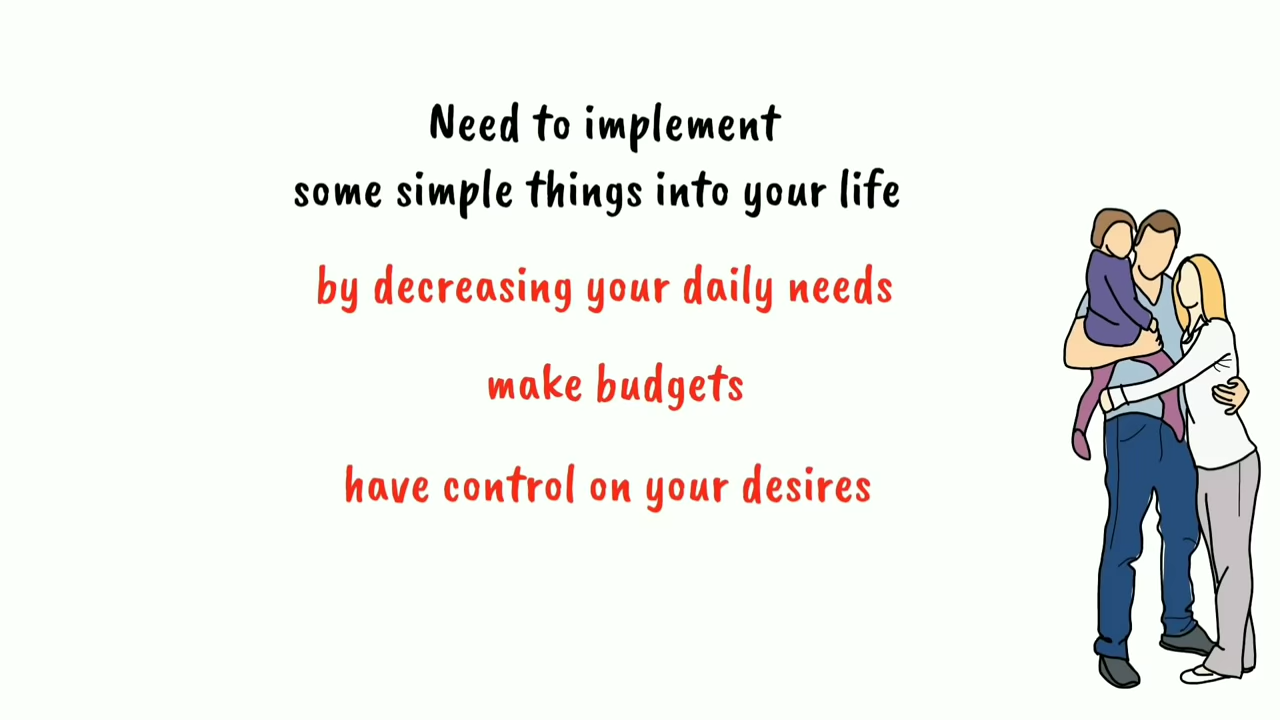 Need to implement
some simple things into your life
by decreasing your daily needs
make budgets
have control on your desires